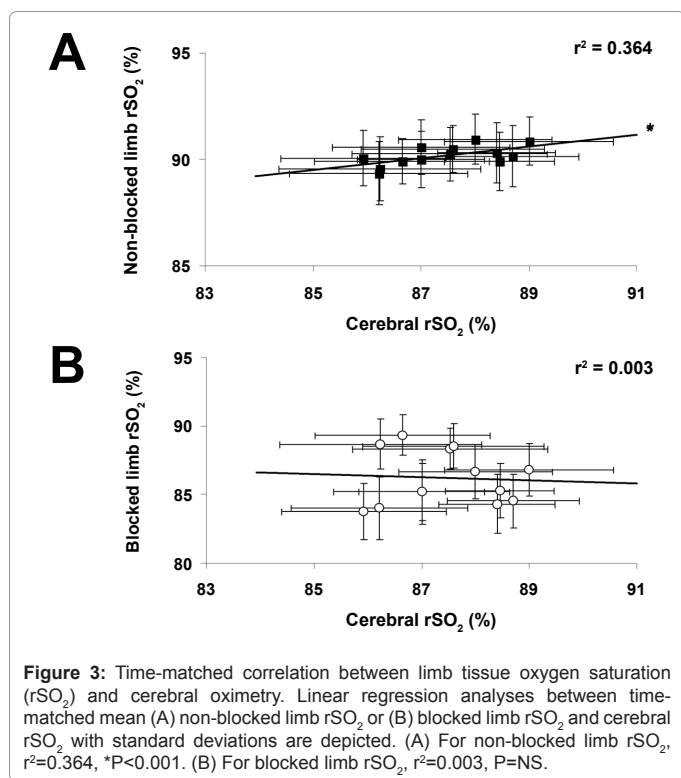 A
r² = 0.364
Non-blocked limb rSO₂ (%)
95
90
85
*
83 85 87 89 91
Cerebral rSO₂ (%)
B
r² = 0.003
Blocked limb rSO₂ (%)
95
90
85
80
83 85 87 89 91
Cerebral rSO₂ (%)
Figure 3: Time-matched correlation between limb tissue oxygen saturation
(rSO₂) and cerebral oximetry. Linear regression analyses between time-
matched mean (A) non-blocked limb rSO₂ or (B) blocked limb rSO₂ and cerebral
rSO₂ with standard deviations are depicted. (A) For non-blocked limb rSO₂,
r²=0.364, *P<0.001. (B) For blocked limb rSO₂, r²=0.003, P=NS.